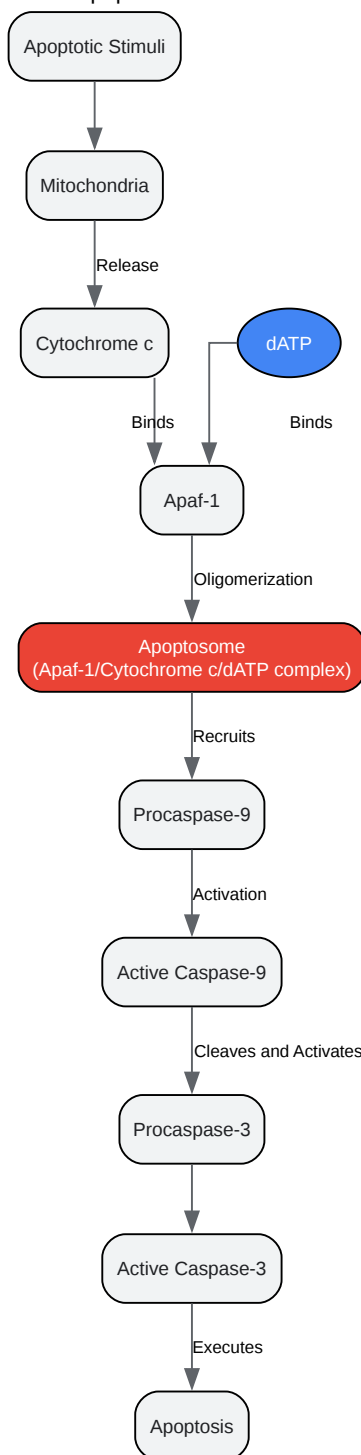 Apoptotic Stimuli
Mitochondria
Release
Cytochrome c
dATP
Binds
Binds
Apaf-1
Oligomerization
Apoptosome
(Apaf-1/Cytochrome c/dATP complex)
Recruits
Procaspase-9
Activation
Active Caspase-9
Cleaves and Activates
Procaspase-3
Active Caspase-3
Executes
Apoptosis